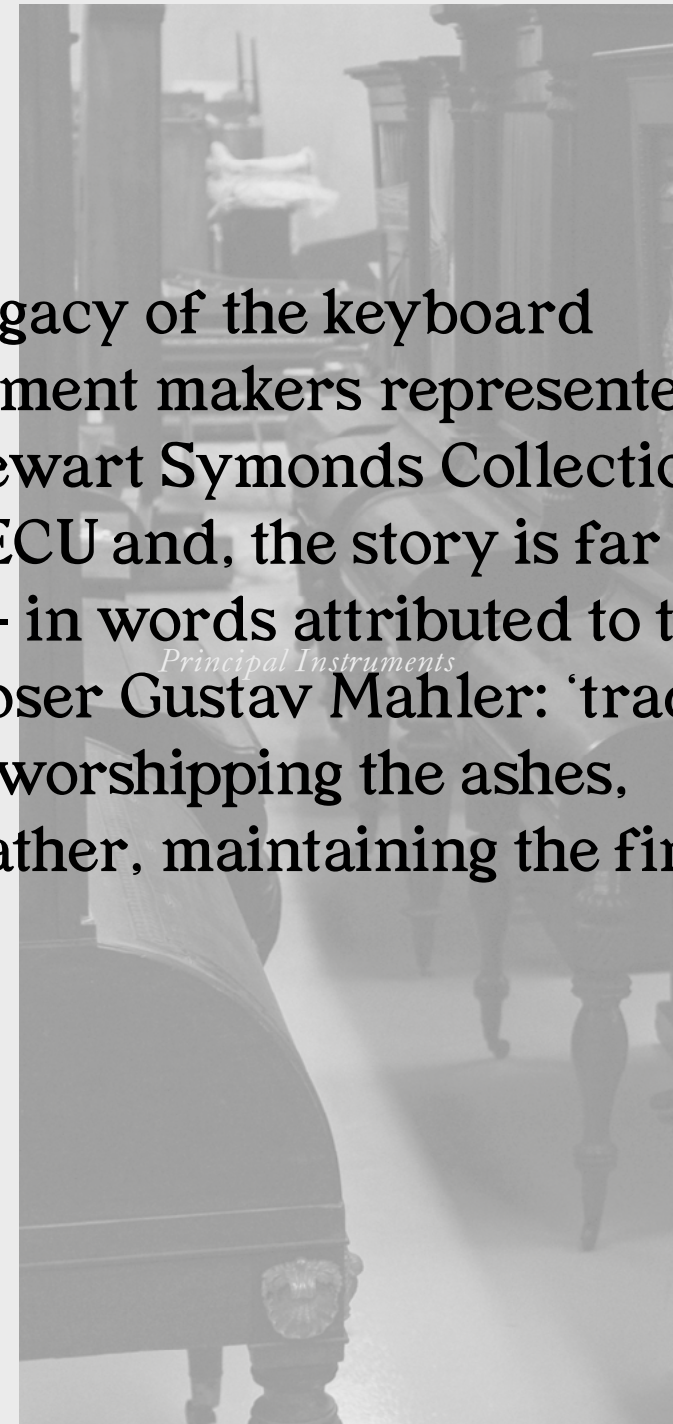 gacy of the keyboard
ment makers represente
ewart Symonds Collectio
ECU and, the story is far
- in words attributed to t
Principal Instruments
oser Gustav Mahler: ‘trad
worshipping the ashes,
ather, maintaining the fir